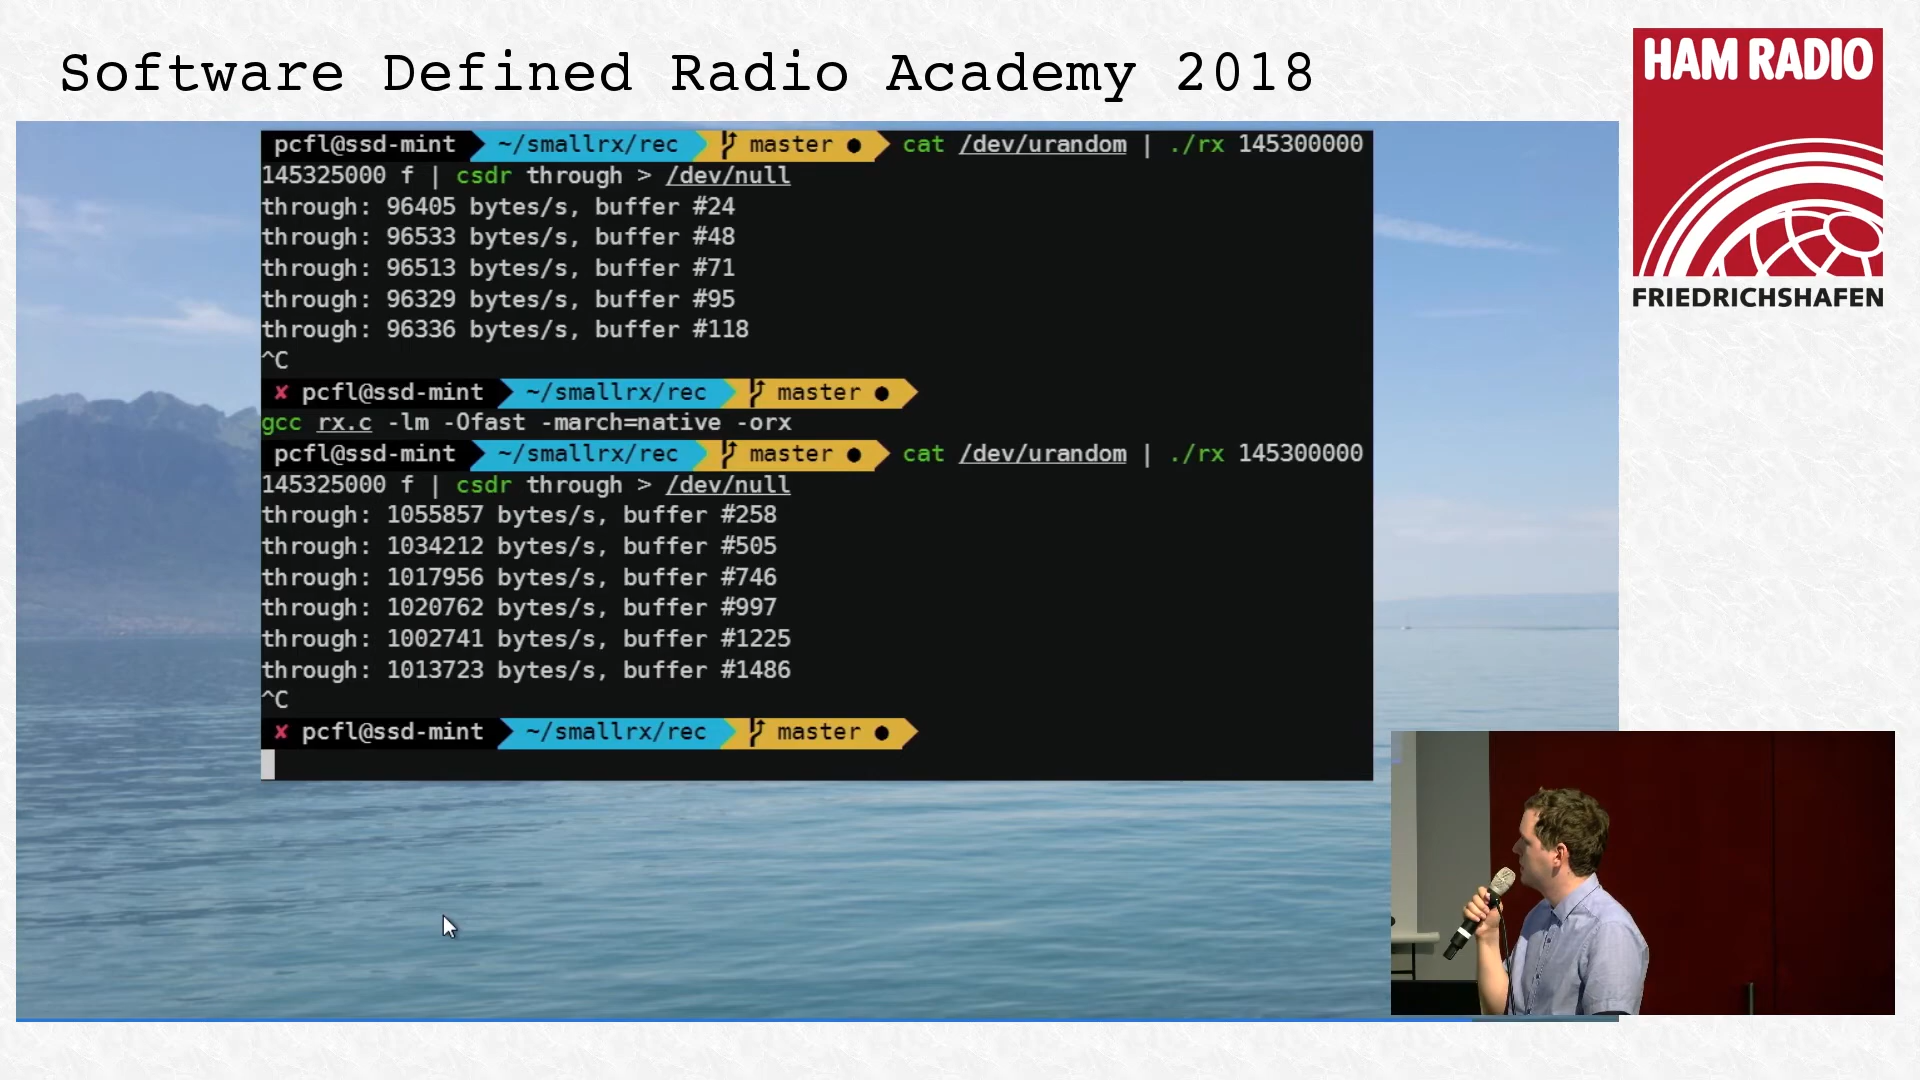 Software Defined Radio Academy 2018
HAM RADIO
FRIEDRICHSHAFEN
pcfl@ssd-mint ~/smallrx/rec master ● cat /dev/urandom | ./rx 145300000
145325000 f | csdr through > /dev/null
through: 96405 bytes/s, buffer #24
through: 96533 bytes/s, buffer #48
through: 96513 bytes/s, buffer #71
through: 96329 bytes/s, buffer #95
through: 96336 bytes/s, buffer #118
^C
✘ pcfl@ssd-mint ~/smallrx/rec master ●
gcc rx.c -lm -Ofast -march=native -orx
pcfl@ssd-mint ~/smallrx/rec master ● cat /dev/urandom | ./rx 145300000
145325000 f | csdr through > /dev/null
through: 1055857 bytes/s, buffer #258
through: 1034212 bytes/s, buffer #505
through: 1017956 bytes/s, buffer #746
through: 1020762 bytes/s, buffer #997
through: 1002741 bytes/s, buffer #1225
through: 1013723 bytes/s, buffer #1486
^C
✘ pcfl@ssd-mint ~/smallrx/rec master ●